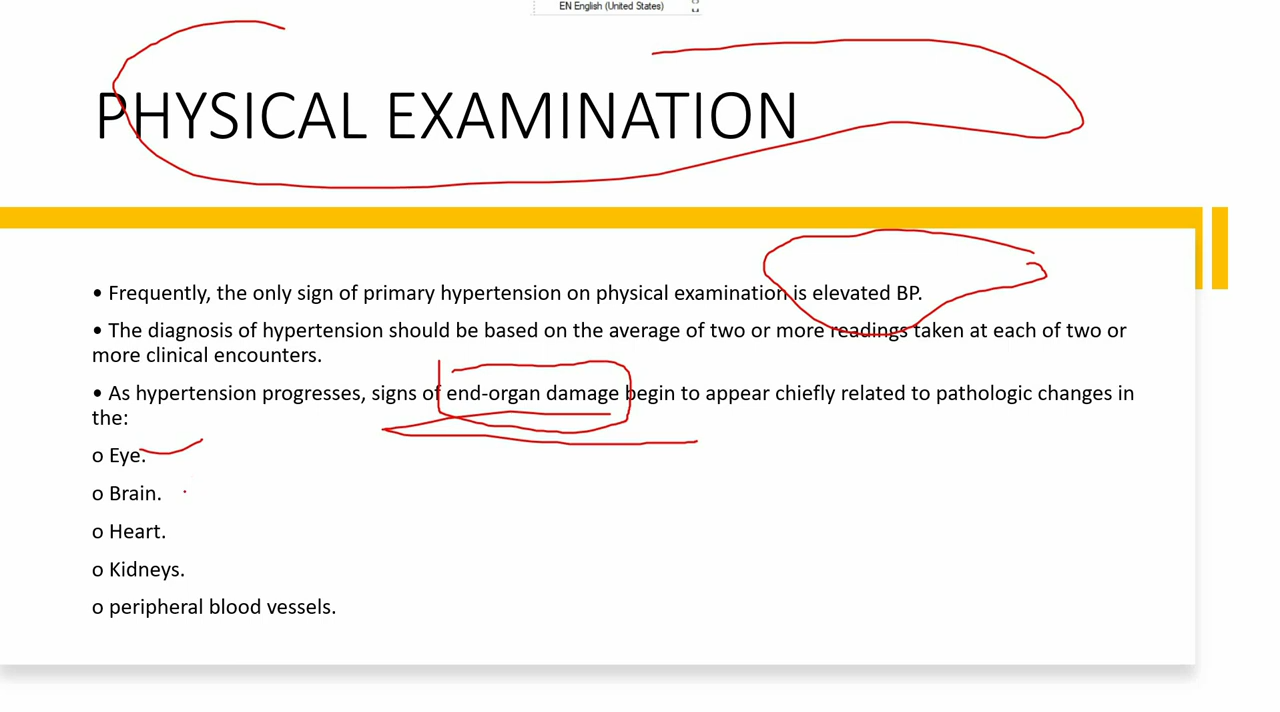 EN English (United States)
PHYSICAL EXAMINATION
• Frequently, the only sign of primary hypertension on physical examination is elevated BP.
• The diagnosis of hypertension should be based on the average of two or more readings taken at each of two or
more clinical encounters.
• As hypertension progresses, signs of end-organ damage begin to appear chiefly related to pathologic changes in
the:
o Eye.
o Brain.
o Heart.
o Kidneys.
o peripheral blood vessels.